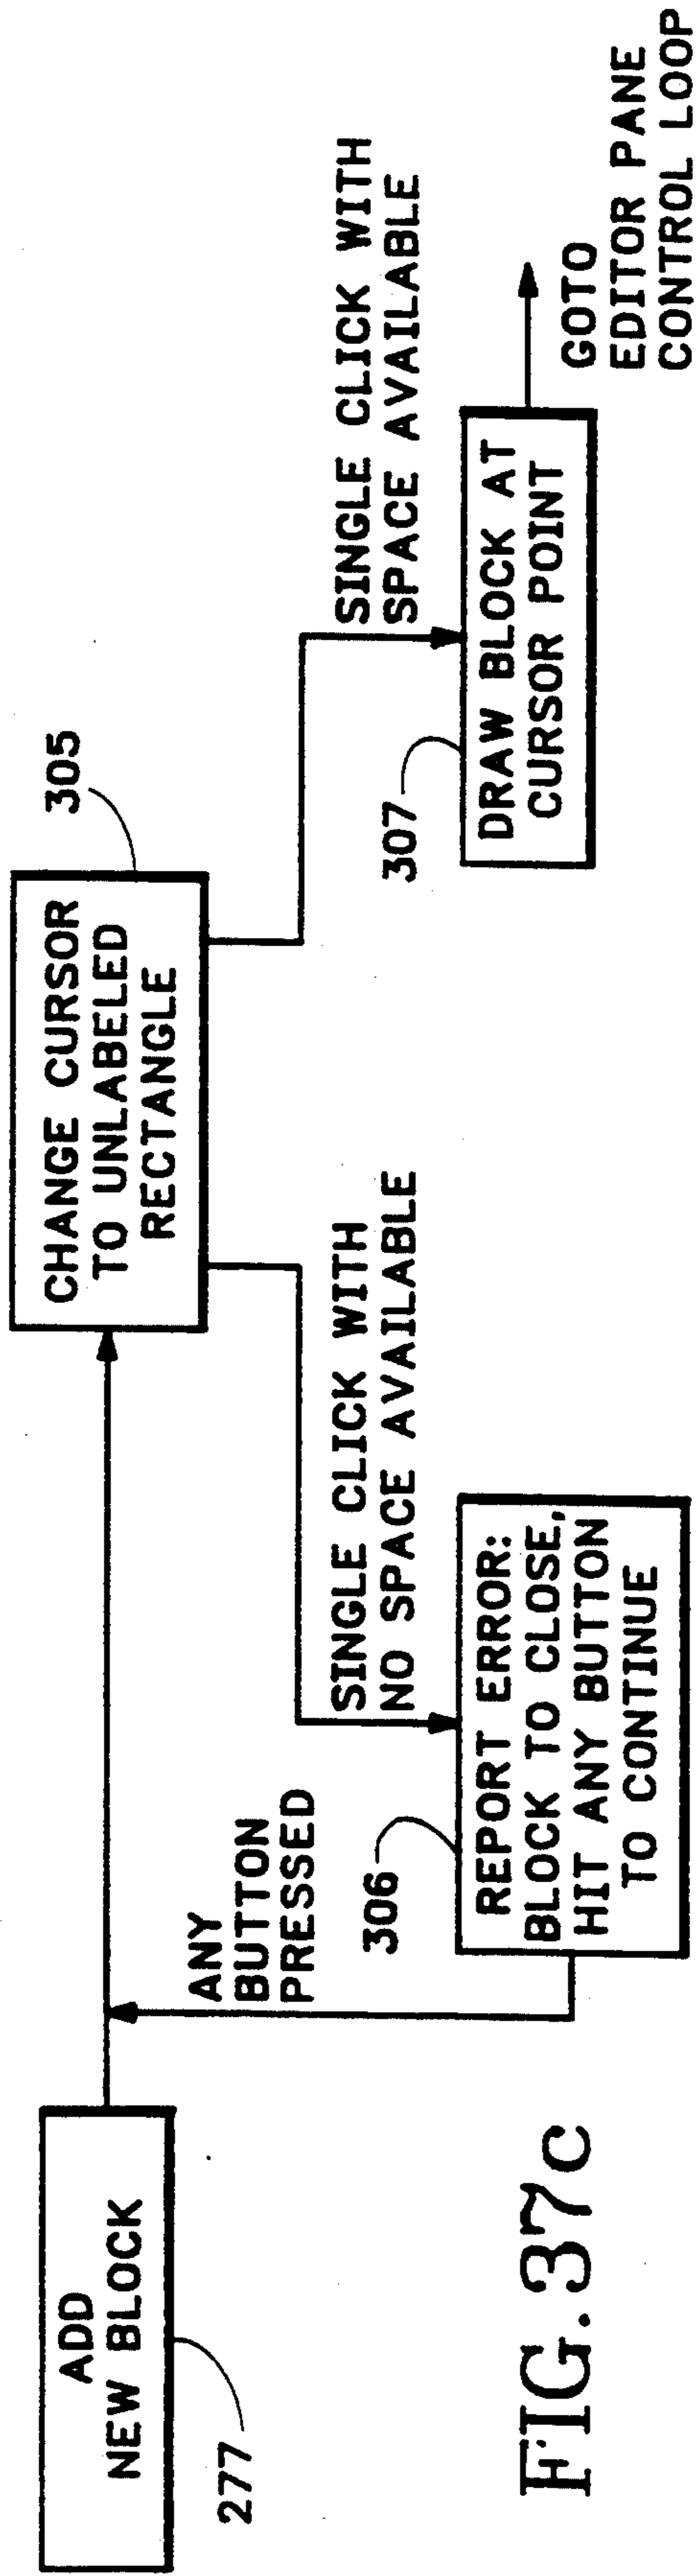 ADD
NEW BLOCK
277
CHANGE CURSOR
TO UNLABELED
RECTANGLE
305
ANY
BUTTON
PRESSED
SINGLE CLICK WITH
NO SPACE AVAILABLE
SINGLE CLICK WITH
SPACE AVAILABLE
306
REPORT ERROR:
BLOCK TO CLOSE,
HIT ANY BUTTON
TO CONTINUE
307
DRAW BLOCK AT
CURSOR POINT
GOTO
EDITOR PANE
CONTROL LOOP
FIG. 37c